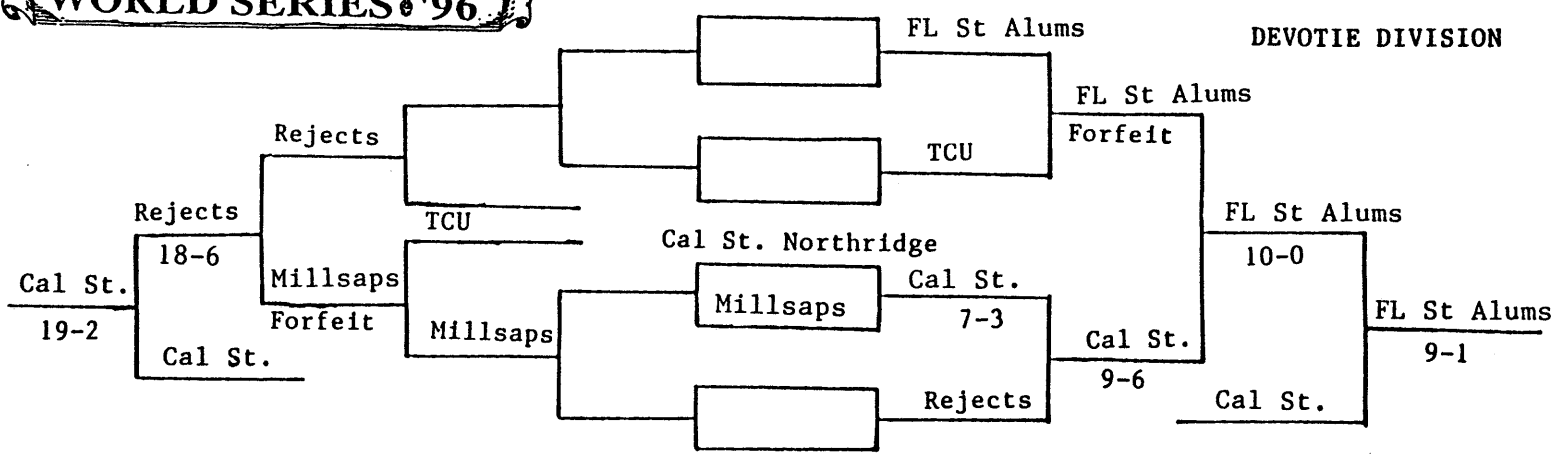 WORLD SERIES '96
DEVOTIE DIVISION
FL St Alums
FL St Alums
Forfeit
TCU
Rejects
TCU
Rejects
18-6
Millsaps
Forfeit
Cal St.
19-2
Cal St.
Millsaps
Cal St. Northridge
Millsaps
Cal St.
7-3
Rejects
Cal St.
9-6
FL St Alums
10-0
Cal St.
FL St Alums
9-1